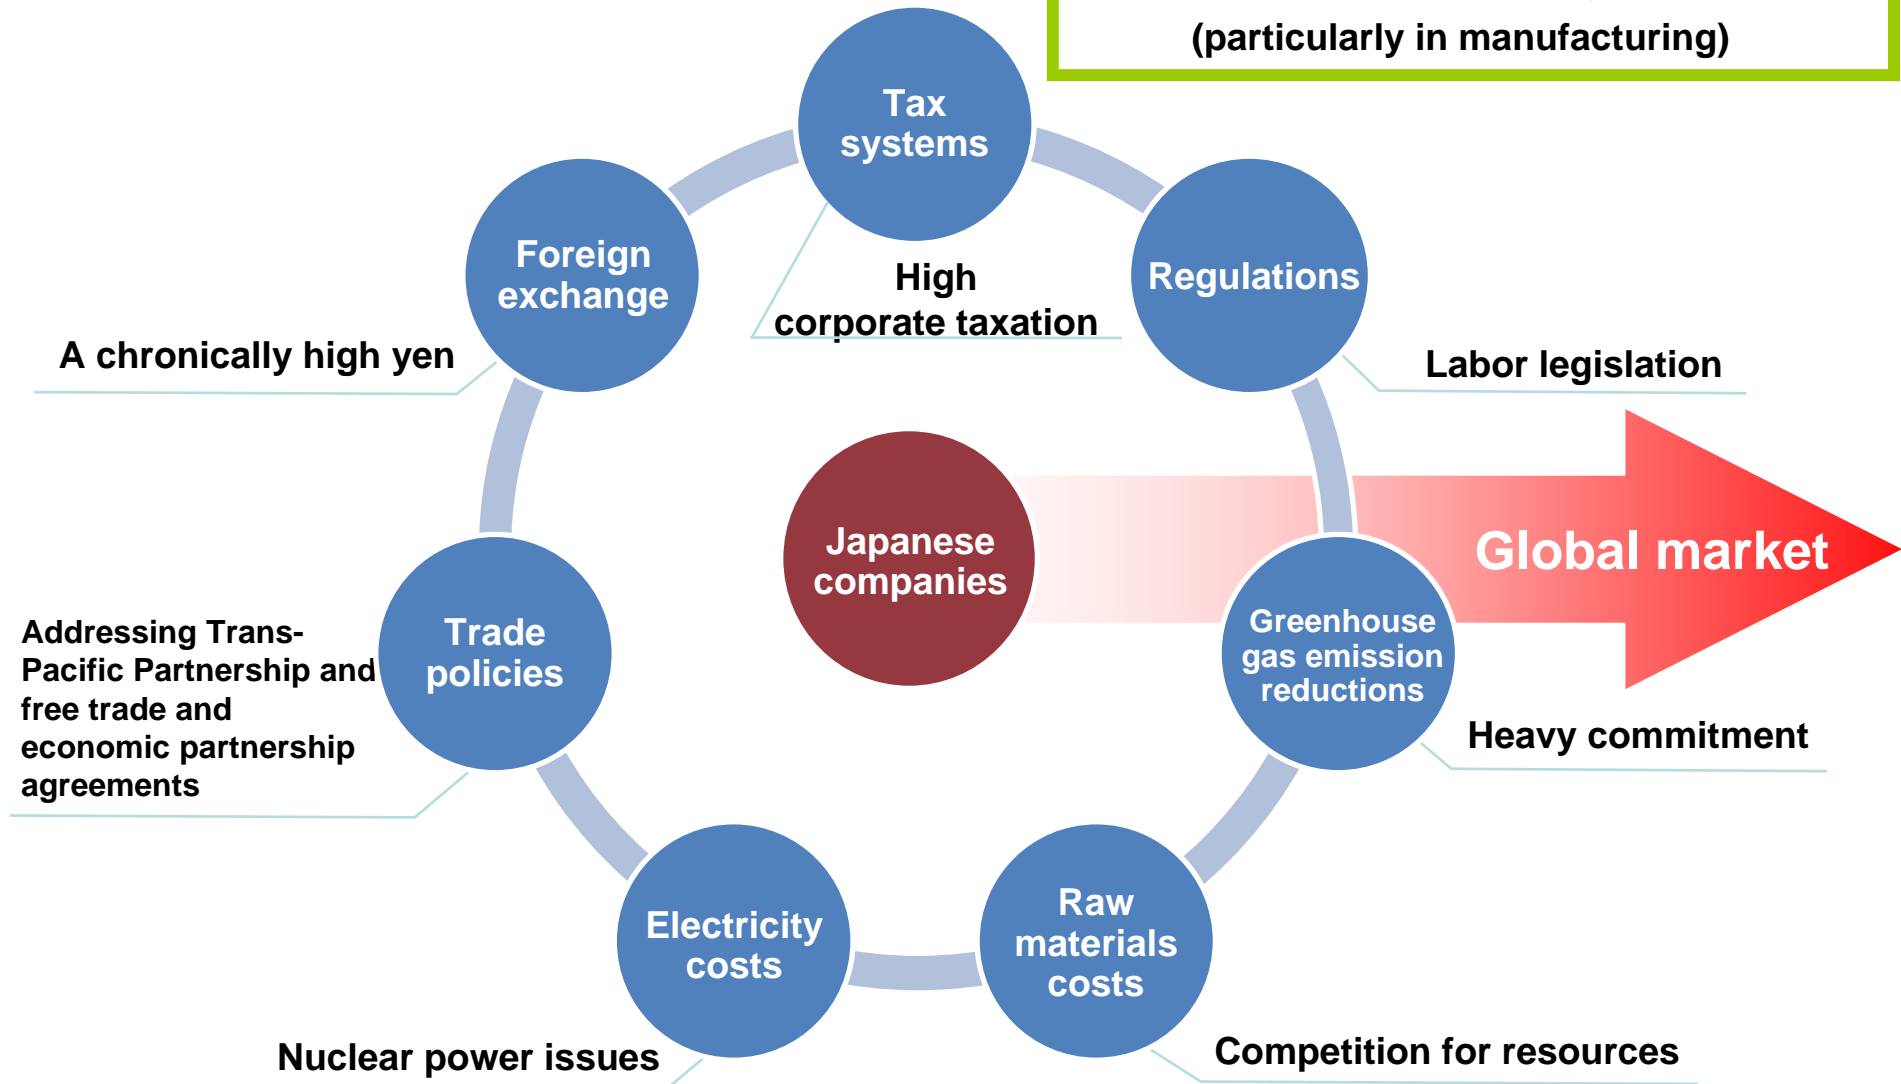 (particularly in manufacturing)
Tax
systems
High
corporate taxation
Foreign
exchange
A chronically high yen
Regulations
Labor legislation
Japanese
companies
Global market
Greenhouse
gas emission
reductions
Heavy commitment
Trade
policies
Addressing Trans-
Pacific Partnership and
free trade and
economic partnership
agreements
Electricity
costs
Nuclear power issues
Raw
materials
costs
Competition for resources